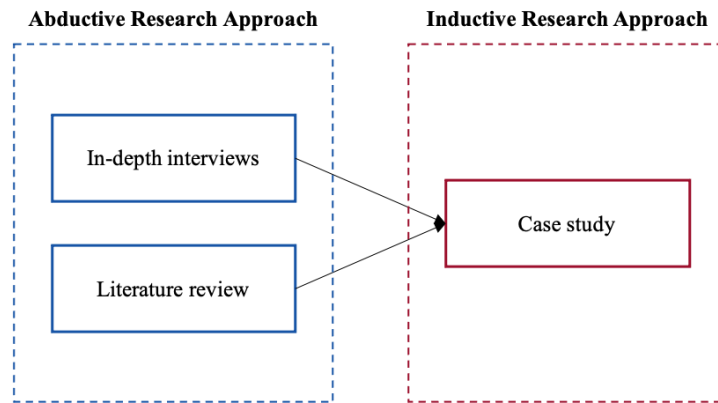 Abductive Research Approach
Inductive Research Approach
In-depth interviews
Literature review
Case study